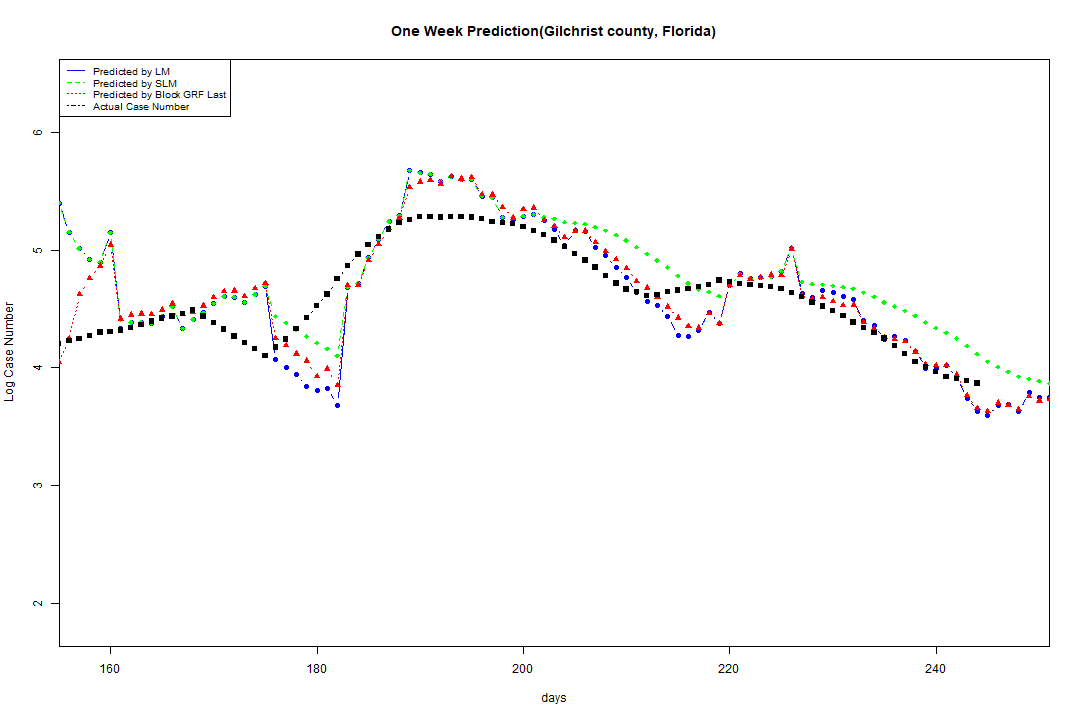 One Week Prediction(Gilchrist county, Florida)
Predicted by LM
Predicted by SLM
Predicted by Block GRF Last
Actual Case Number
6
5
4
3
2
Log Case Number
160 180 200 220 240
days